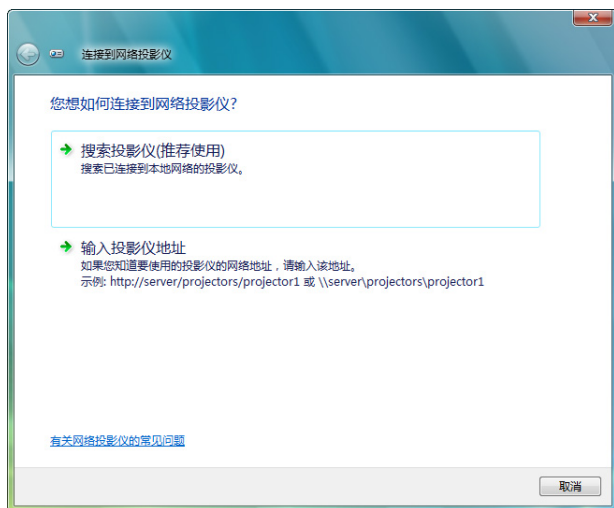 连接到网络投影仪
您想如何连接到网络投影仪?
搜索投影仪(推荐使用)
搜索已连接到本地网络的投影仪。
输入投影仪地址
如果您知道要使用的投影仪的网络地址，请输入该地址。
示例: http://server/projectors/projector1 或 \\server\projectors\projector1
有关网络投影仪的常见问题
取消